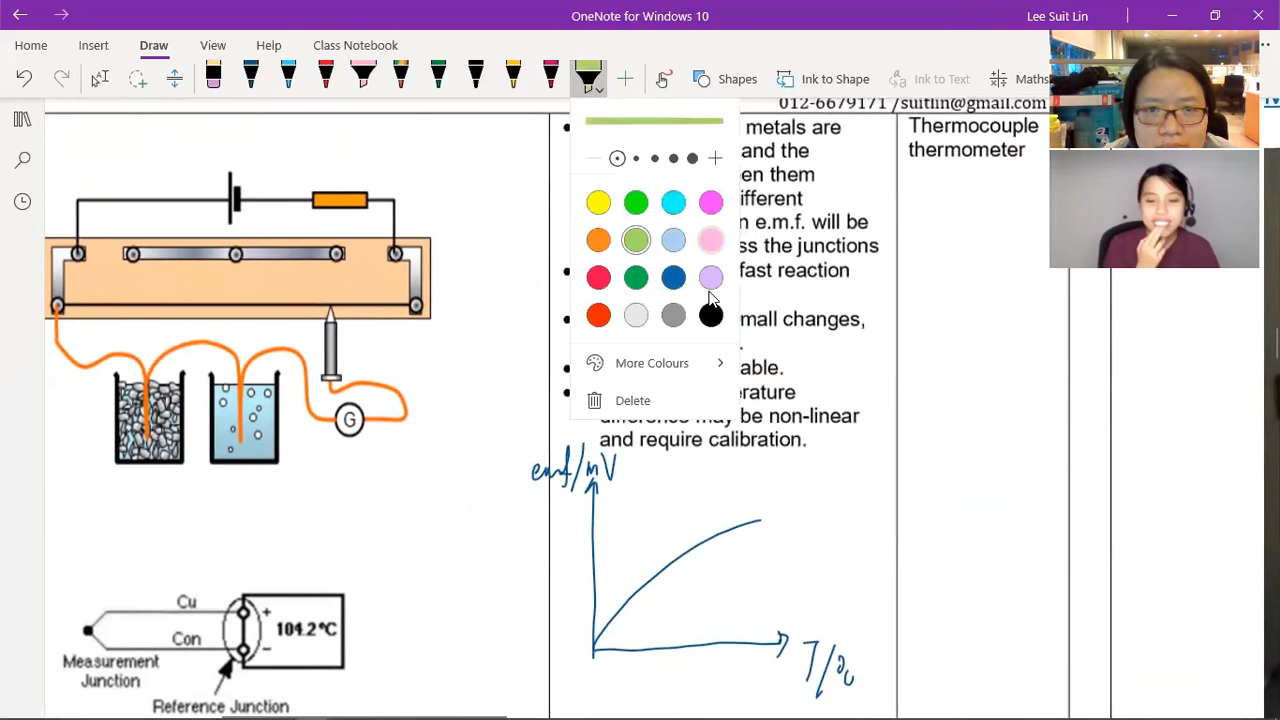 OneNote for Windows 10
Lee Suit Lin
Home
Insert
Draw
View
Help
Class Notebook
Shapes
Ink to Shape
Ink to Text
Maths
012-6679171 /suitlin@gmail.com
metals are
and the
een them
ifferent
n e.m.f. will be
ss the junctions
fast reaction
mall changes,
able.
erature
difference may be non-linear
and require calibration.
Thermocouple
thermometer
More Colours
Delete
G
emf/mV
T/°C
Cu
Con
+
-
104.2°C
Measurement
Junction
Reference Junction